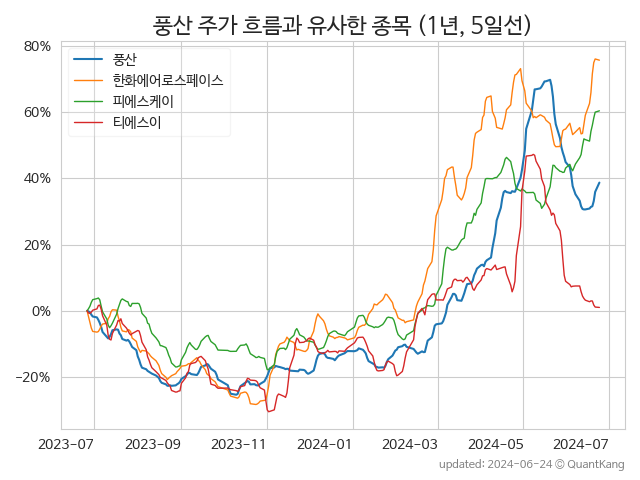 풍산 주가 흐름과 유사한 종목 (1년, 5일선)
80%
60%
40%
20%
0%
−20%
풍산
한화에어로스페이스
피에스케이
티에스이
2023-07 2023-09 2023-11 2024-01 2024-03 2024-05 2024-07
updated: 2024-06-24 © QuantKang